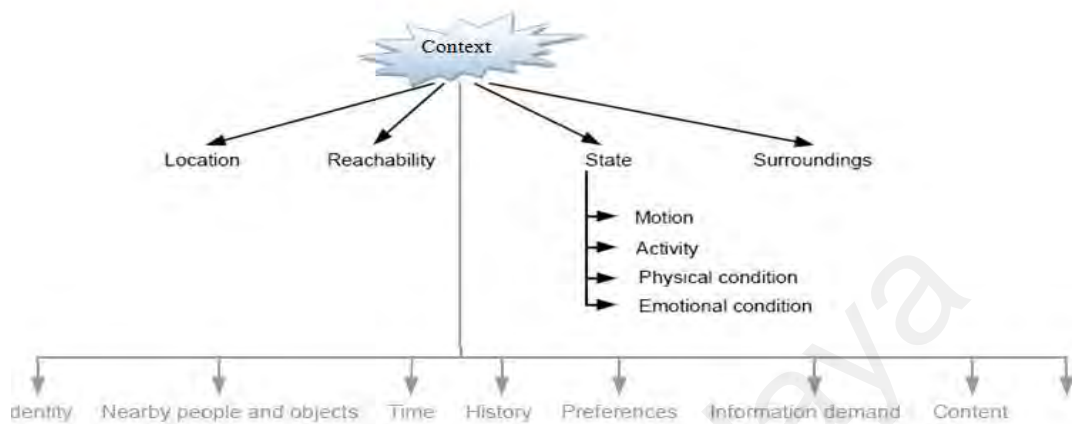 Context
Location Reachability State Surroundings
Motion
Activity
Physical condition
Emotional condition
dentity Nearby people and objects Time History Preferences Information demand Content
aya